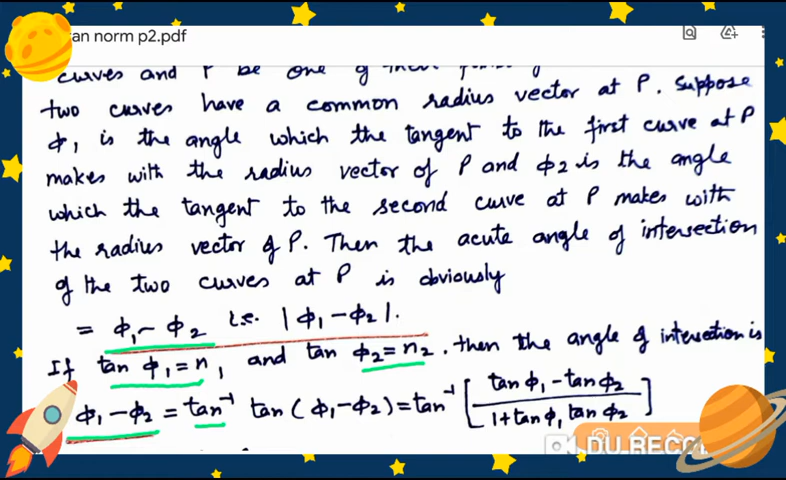 an norm p2.pdf
curves and P be one of their
two curves have a common radius vector at P. Suppose
ϕ₁ is the angle which the tangent to the first curve at P
makes with the radius vector of P and ϕ₂ is the angle
which the tangent to the second curve at P makes with
the radius vector of P. Then the acute angle of intersection
of the two curves at P is obviously
= ϕ₁ ~ ϕ₂ i.e. |ϕ₁ - ϕ₂|.
If tan ϕ₁ = n₁ and tan ϕ₂ = n₂, then the angle of intersection is
ϕ₁ - ϕ₂ = tan⁻¹ tan(ϕ₁ - ϕ₂) = tan⁻¹ [(tan ϕ₁ - tan ϕ₂)/(1 + tan ϕ₁ tan ϕ₂)]
DU RECO